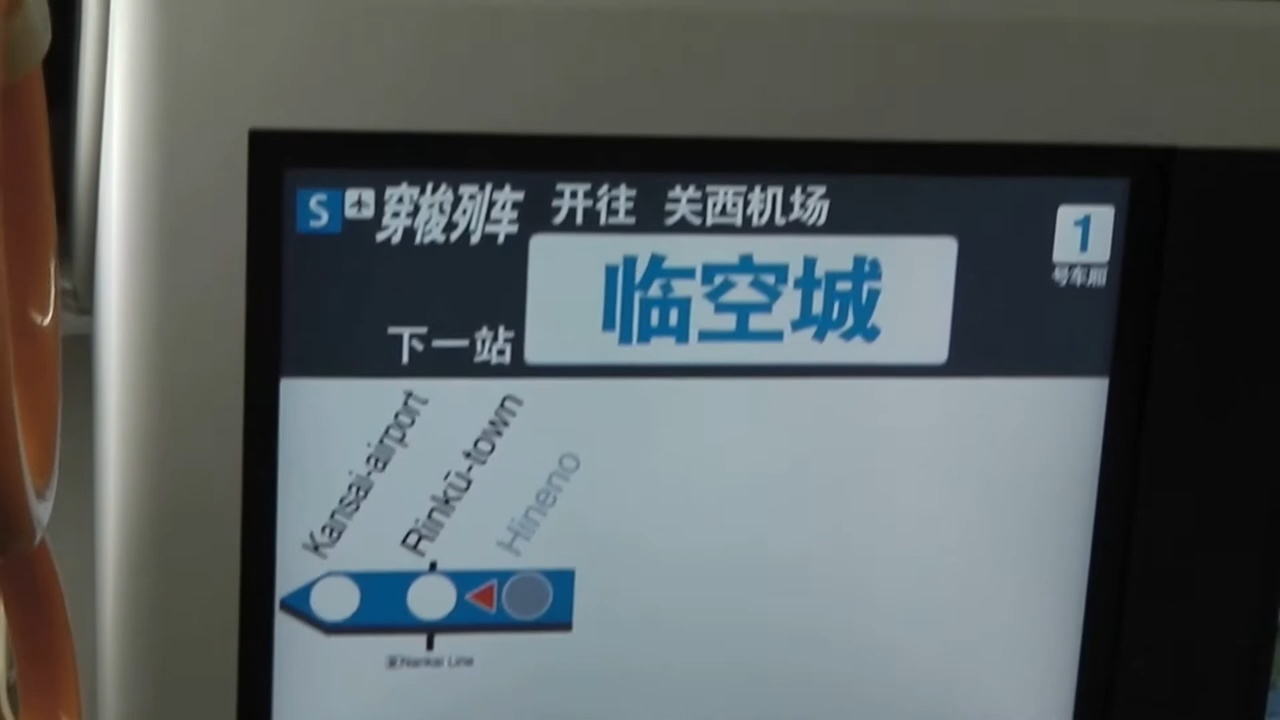 S 穿梭列车 开往 关西机场
1
号车厢
下一站 临空城
Kansai-airport
Rinkū-town
Hineno
Nankai Line